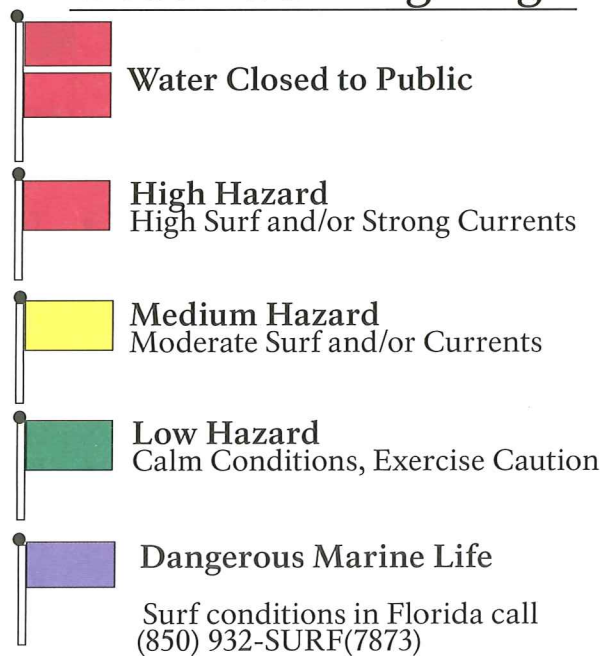 Water Closed to Public
High Hazard
High Surf and/or Strong Currents
Medium Hazard
Moderate Surf and/or Currents
Low Hazard
Calm Conditions, Exercise Caution
Dangerous Marine Life
Surf conditions in Florida call
(850) 932-SURF(7873)